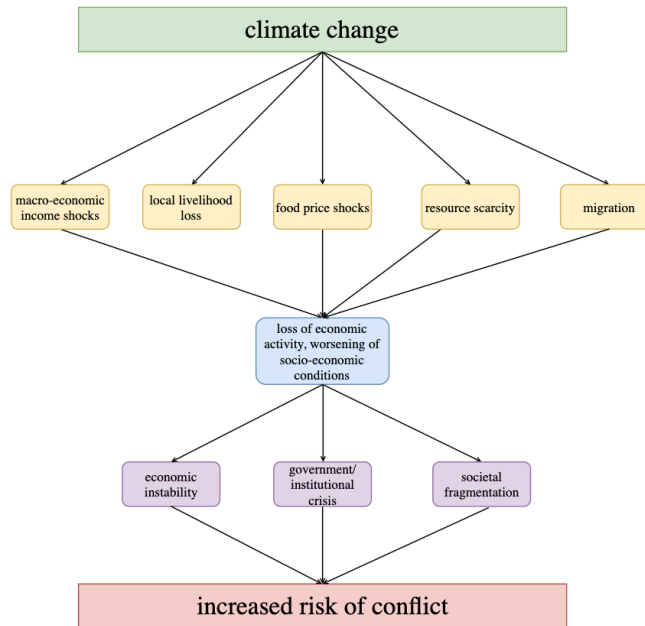 climate change
macro-economic
income shocks
local livelihood
loss
food price shocks
resource scarcity
migration
loss of economic
activity, worsening of
socio-economic
conditions
economic
instability
government/
institutional
crisis
societal
fragmentation
increased risk of conflict